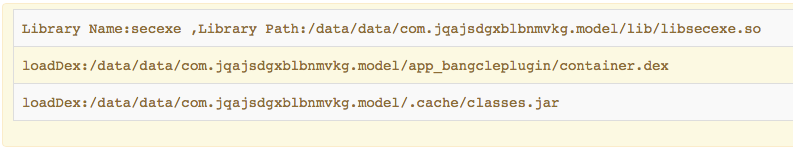 Library Name:secexe ,Library Path:/data/data/com.jqajsdgxblbnmvkg.model/lib/libsecexe.so
loadDex:/data/data/com.jqajsdgxblbnmvkg.model/app_bangcleplugin/container.dex
loadDex:/data/data/com.jqajsdgxblbnmvkg.model/.cache/classes.jar